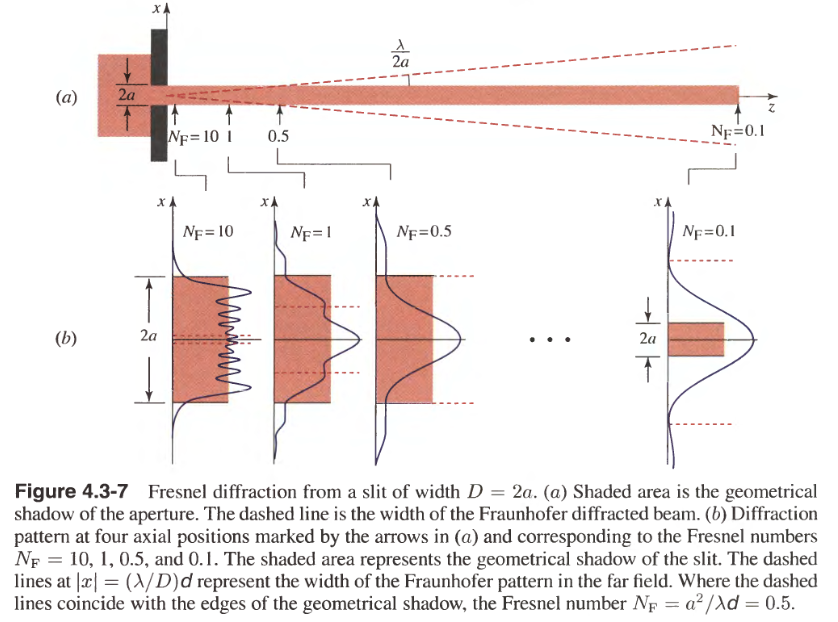 x
λ
2a
(a)
2a
z
N_F = 10
1
0.5
N_F=0.1
x
x
x
x
N_F= 10
N_F= 1
N_F=0.5
N_F=0.1
(b)
2a
• • •
2a
Figure 4.3-7 Fresnel diffraction from a slit of width D = 2a. (a) Shaded area is the geometrical
shadow of the aperture. The dashed line is the width of the Fraunhofer diffracted beam. (b) Diffraction
pattern at four axial positions marked by the arrows in (a) and corresponding to the Fresnel numbers
N_F = 10, 1, 0.5, and 0.1. The shaded area represents the geometrical shadow of the slit. The dashed
lines at |x| = (λ/D)d represent the width of the Fraunhofer pattern in the far field. Where the dashed
lines coincide with the edges of the geometrical shadow, the Fresnel number N_F = a²/λd = 0.5.